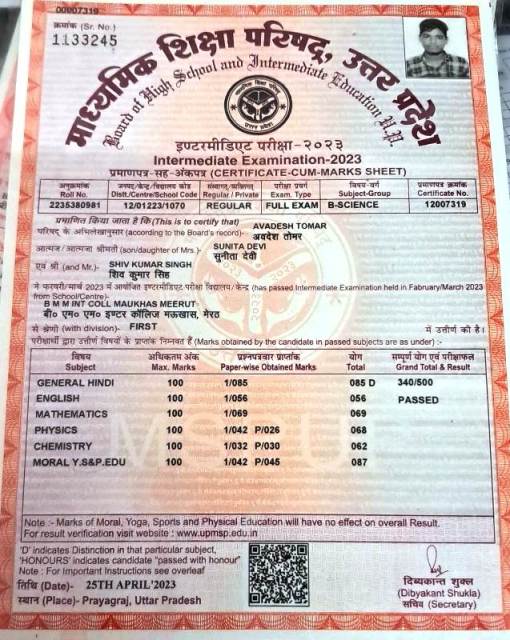 00007319
क्रमांक (Sr. No.)
1133245
माध्यमिक शिक्षा परिषद्, उत्तर प्रदेश
Board of High School and Intermediate Education U.P.
इण्टरमीडिएट परीक्षा-२०२३
Intermediate Examination-2023
प्रमाणपत्र-सह-अंकपत्र (CERTIFICATE-CUM-MARKS SHEET)
अनुक्रमांक जनपद/केन्द्र/विद्यालय कोड संस्थागत/व्यक्तिगत परीक्षा प्रकार विषय-वर्ग प्रमाणपत्र क्रमांक
Roll No. Distt./Centre/School Code Regular / Private Exam. Type Subject-Group Certificate No.
2235380981 12/01223/1070 REGULAR FULL EXAM B-SCIENCE 12007319
प्रमाणित किया जाता है कि(This is to certify that) AVADESH TOMAR
परिषद् के अभिलेखानुसार (according to the Board's record)- अवदेश तोमर
आत्मज / आत्मजा श्रीमती (son/daughter of Mrs.)- SUNITA DEVI
सुनीता देवी
एवं श्री (and Mr.)- SHIV KUMAR SINGH
शिव कुमार सिंह
ने फरवरी/मार्च 2023 में आयोजित इण्टरमीडिएट परीक्षा विद्यालय/केन्द्र (has passed Intermediate Examination held in Fabruary/March 2023
from School/Centre)- B M M INT COLL MAUKHAS MEERUT
बी० एम० एम० इण्टर कॉलिज मऊखास, मेरठ
से श्रेणी (with division)- FIRST में उत्तीर्ण की है।
परीक्षार्थी द्वारा उत्तीर्ण विषयों के प्राप्तांक निम्नवत हैं (Marks obtained by the candidate in passed subjects are as under) :-
विषय अधिकतम अंक प्रश्नपत्रवार प्राप्तांक योग सम्पूर्ण योग एवं परीक्षाफल
Subject Max. Marks Paper-wise Obtained Marks Total Grand Total & Result
GENERAL HINDI 100 1/085 085 D 340/500
ENGLISH 100 1/056 056 PASSED
MATHEMATICS 100 1/069 069
PHYSICS 100 1/042 P/026 068
CHEMISTRY 100 1/032 P/030 062
MORAL Y.S&P.EDU 100 1/042 P/045 087
Note :- Marks of Moral, Yoga, Sports and Physical Education will have no effect on overall Result.
For result verification visit website : www.upmsp.edu.in
'D' indicates Distinction in that particular subject,
'HONOURS' indicates candidate "passed with honour"
Note :- For Important Instructions see overleaf
तिथि (Date)- 25TH APRIL'2023
स्थान (Place)- Prayagraj, Uttar Pradesh
दिब्यकान्त शुक्ल
(Dibyakant Shukla)
सचिव (Secretary)